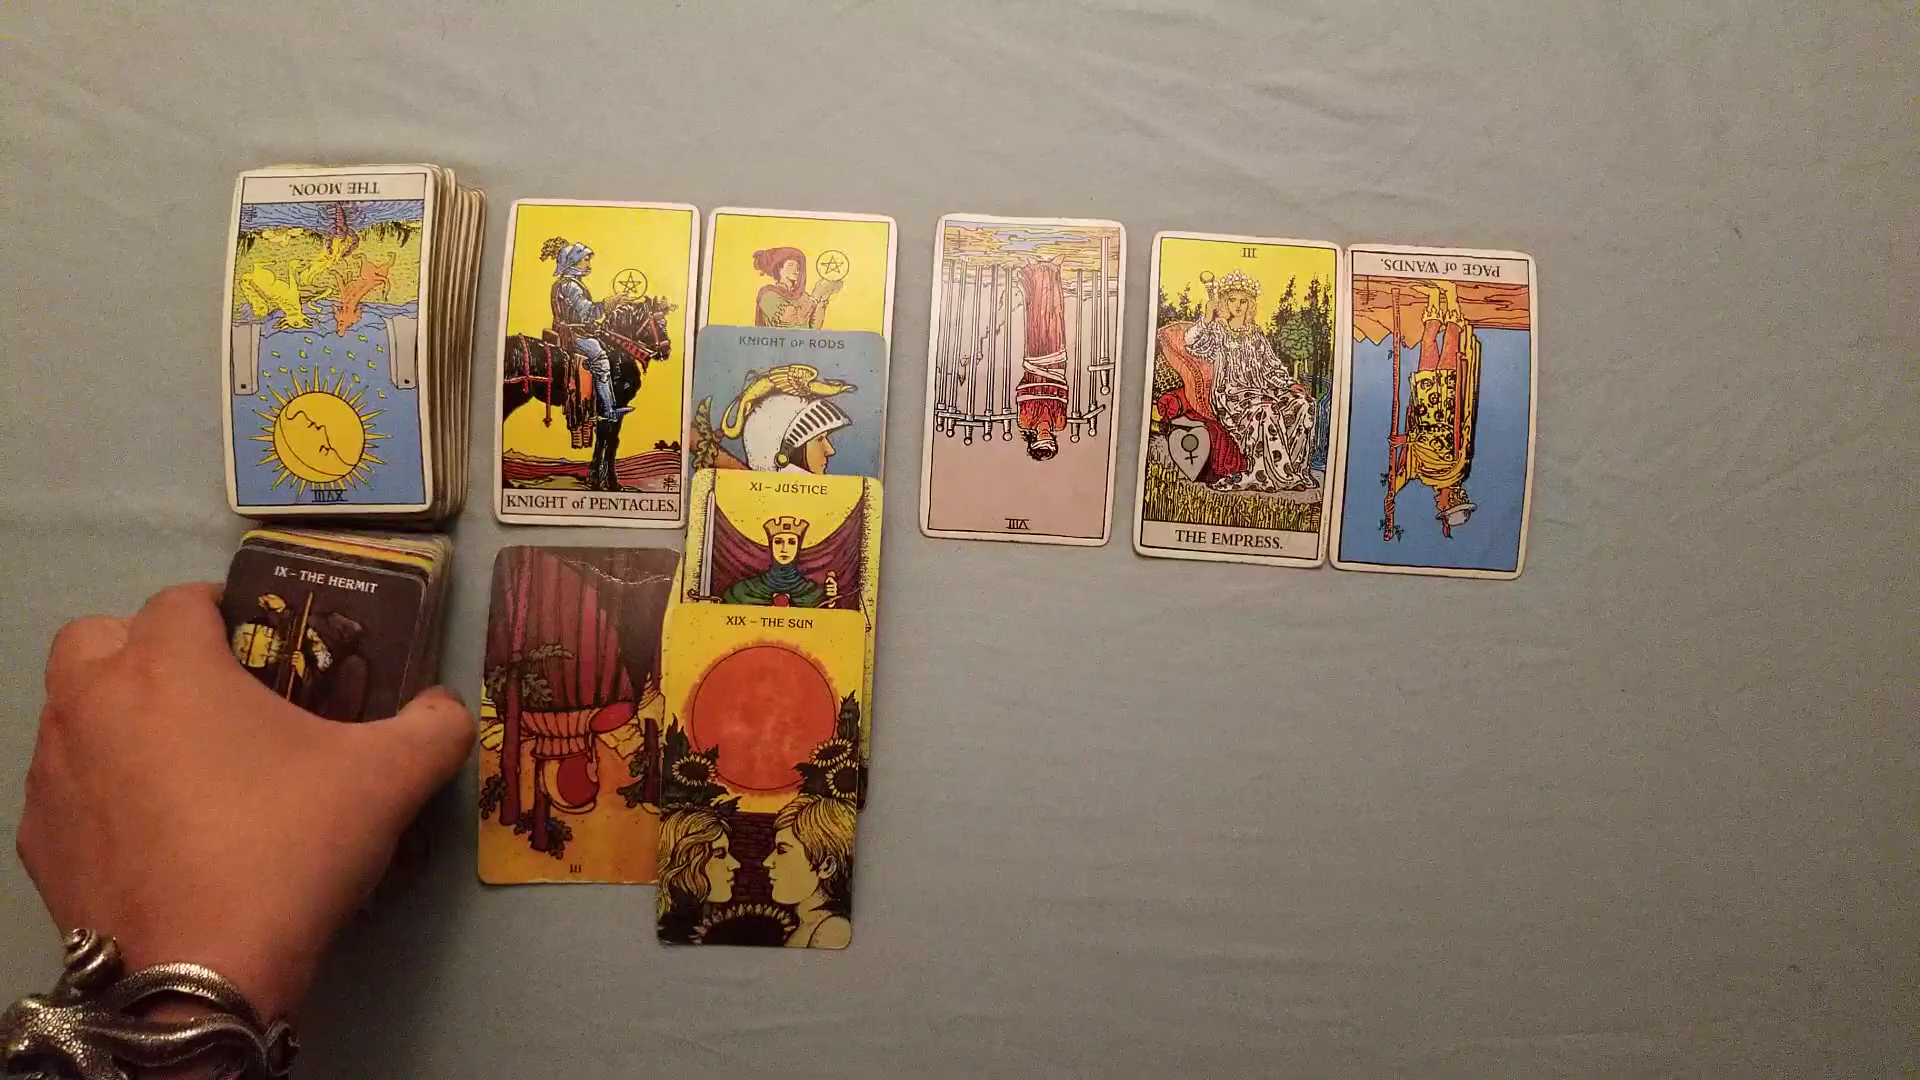 THE MOON.
XVIII
KNIGHT of PENTACLES.
KNIGHT OF RODS
XI – JUSTICE
XIX – THE SUN
VIII
III
THE EMPRESS.
PAGE of WANDS.
IX – THE HERMIT
III